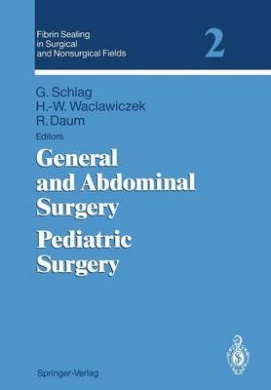 Fibrin Sealing
in Surgical
and Nonsurgical Fields
2
G. Schlag
H.-W. Waclawiczek
R. Daum
Editors
General
and Abdominal
Surgery
Pediatric
Surgery
Springer-Verlag